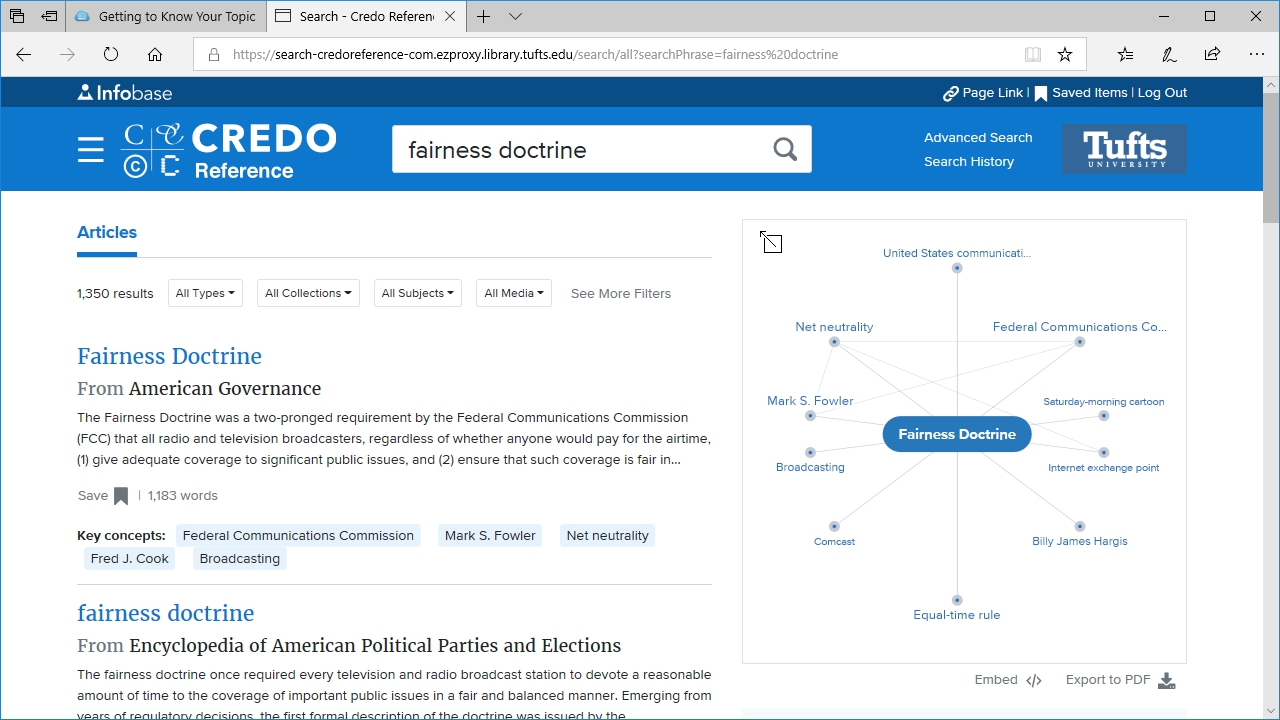 Getting to Know Your Topic
Search - Credo Referen
https://search-credoreference-com.ezproxy.library.tufts.edu/search/all?searchPhrase=fairness%20doctrine
Infobase
Page Link | Saved Items | Log Out
CREDO
Reference
fairness doctrine
Advanced Search
Search History
Tufts
UNIVERSITY
Articles
1,350 results
All Types
All Collections
All Subjects
All Media
See More Filters
Fairness Doctrine
From American Governance
The Fairness Doctrine was a two-pronged requirement by the Federal Communications Commission
(FCC) that all radio and television broadcasters, regardless of whether anyone would pay for the airtime,
(1) give adequate coverage to significant public issues, and (2) ensure that such coverage is fair in...
Save | 1,183 words
Key concepts: Federal Communications Commission Mark S. Fowler Net neutrality
Fred J. Cook Broadcasting
fairness doctrine
From Encyclopedia of American Political Parties and Elections
The fairness doctrine once required every television and radio broadcast station to devote a reasonable
amount of time to the coverage of important public issues in a fair and balanced manner. Emerging from
years of regulatory decisions, the first formal description of the doctrine was issued by the
United States communicati...
Net neutrality
Federal Communications Co...
Mark S. Fowler
Saturday-morning cartoon
Fairness Doctrine
Broadcasting
Internet exchange point
Comcast
Billy James Hargis
Equal-time rule
Embed
Export to PDF